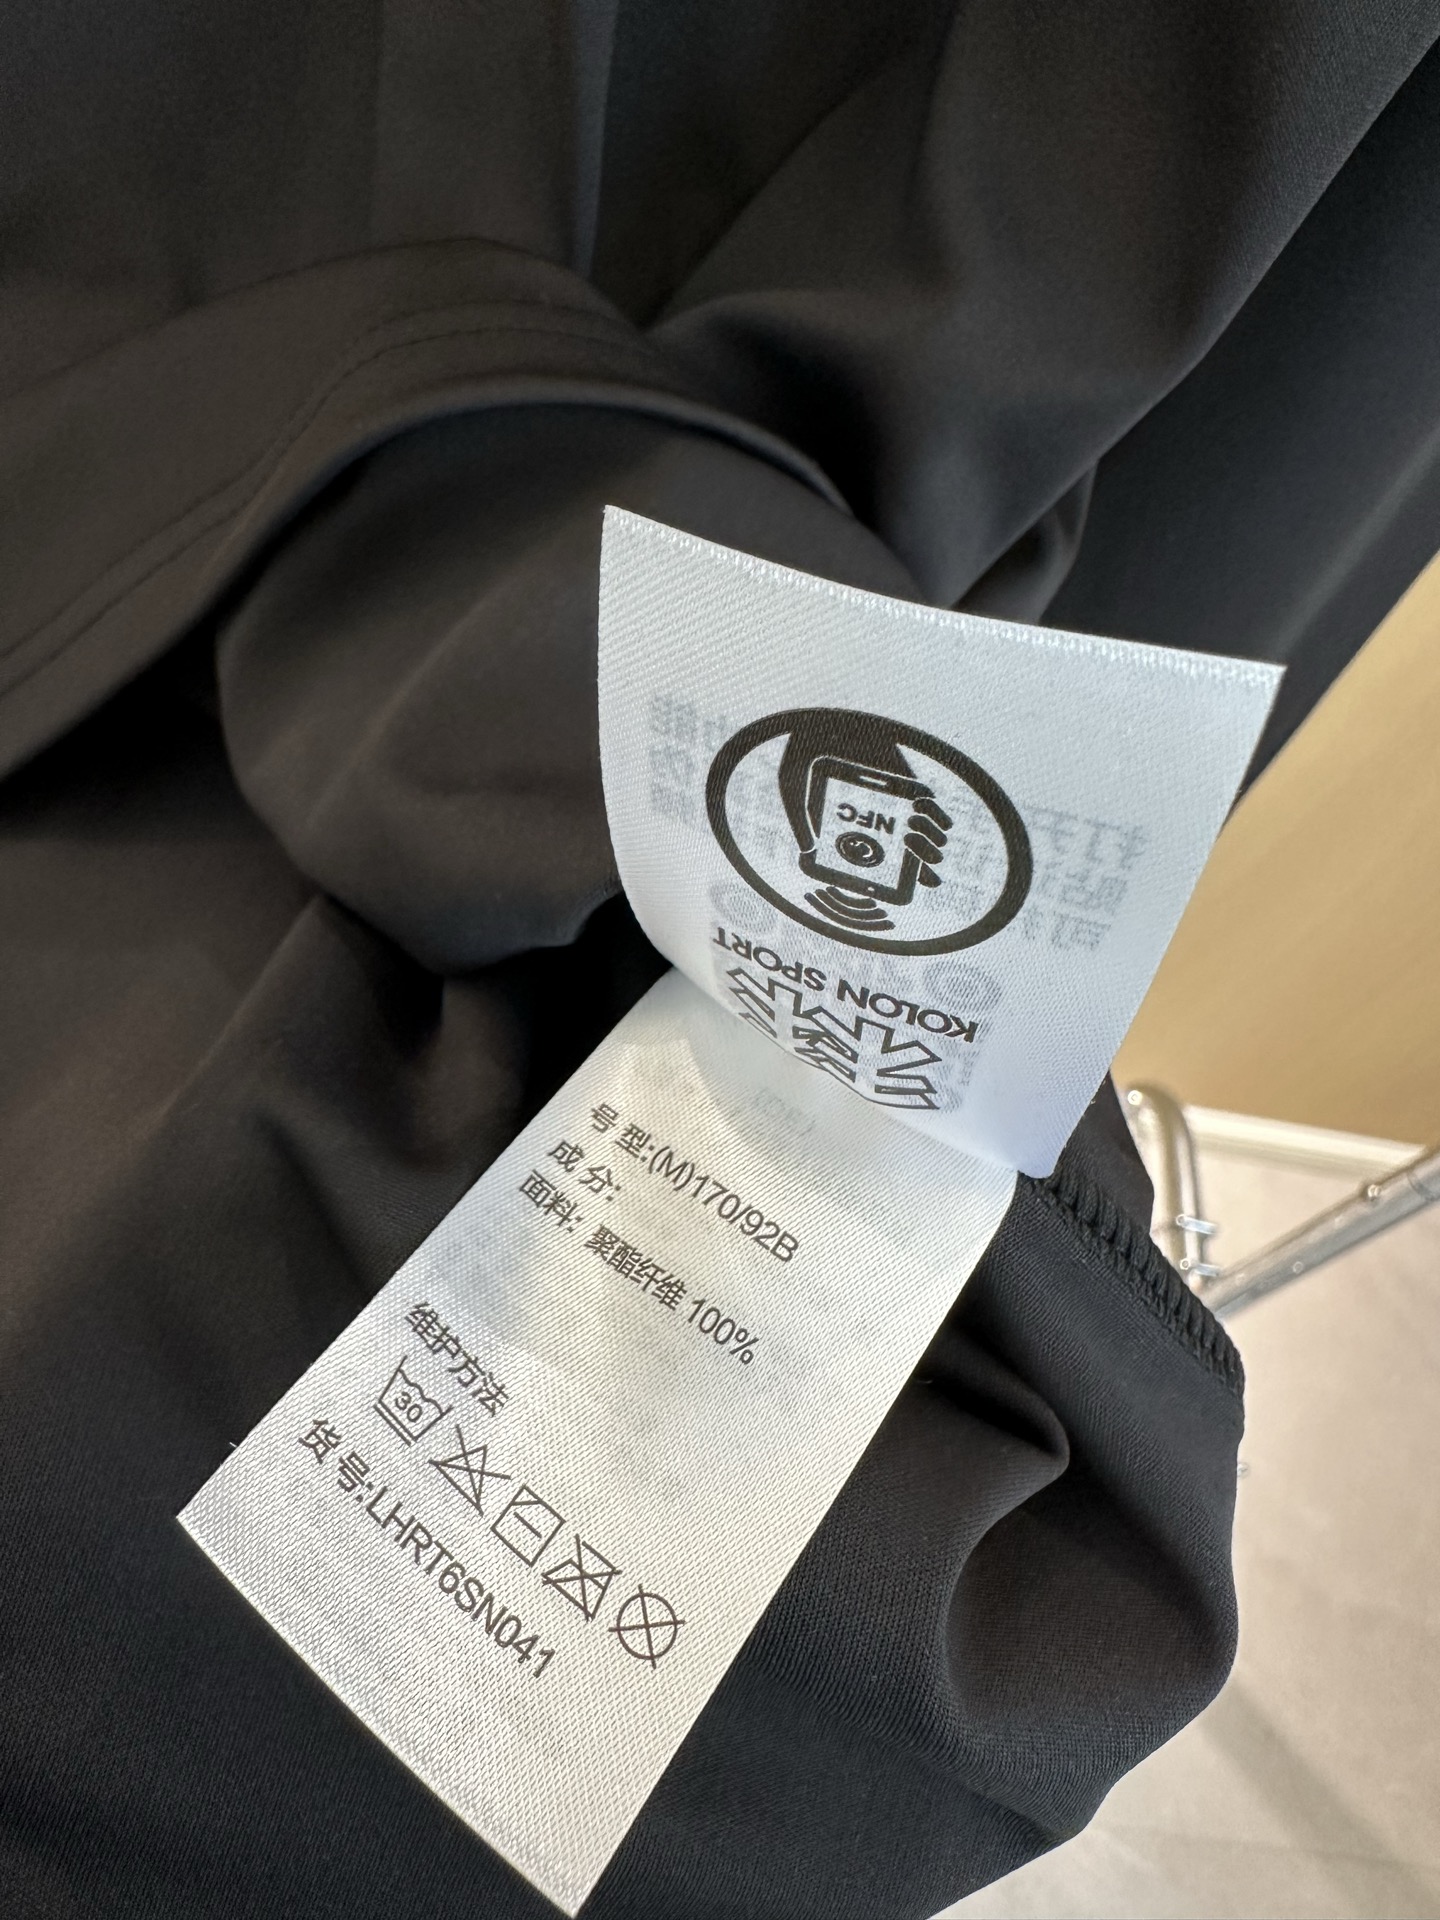 NFC
KOLON SPORT
号 型:(M)170/92B
成 分:
面料: 聚酯纤维 100%
维护方法
30
货 号:LHRT6SN041